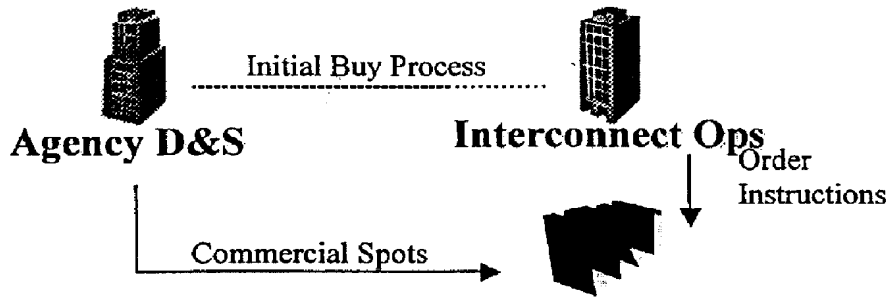 Initial Buy Process
Agency D&S
Interconnect Ops
Order
Instructions
Commercial Spots